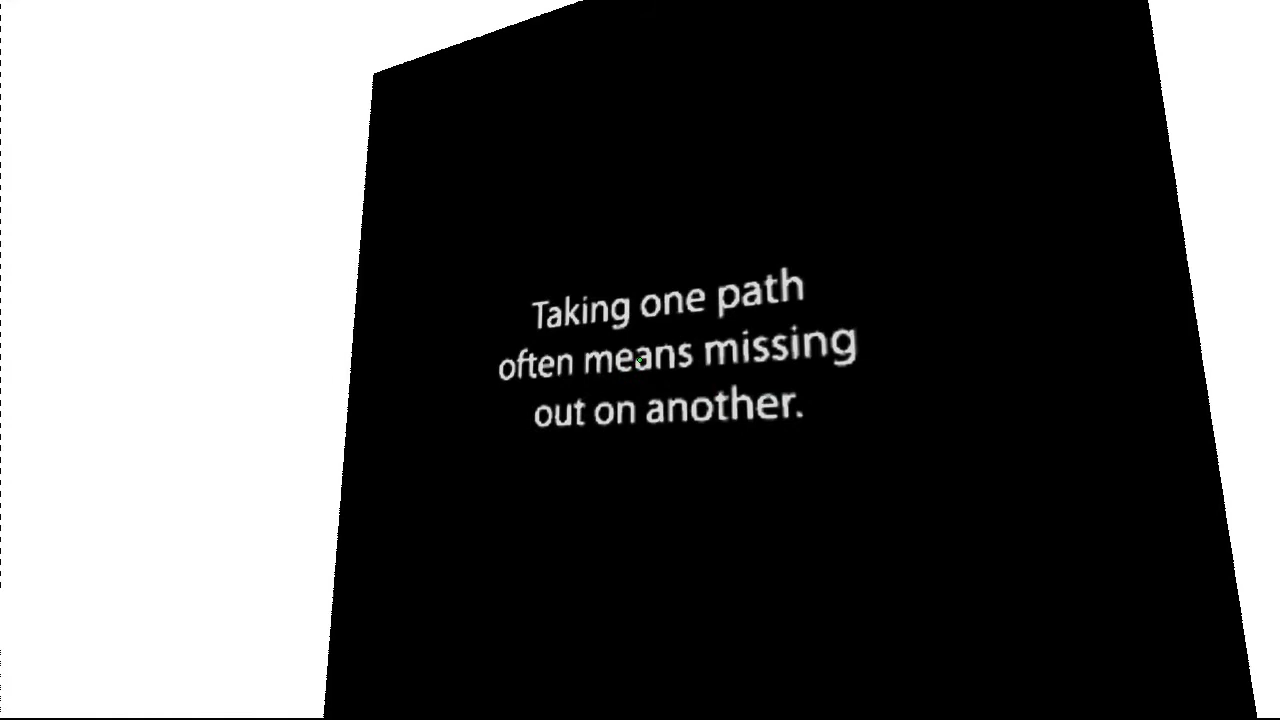 Taking one path
often means missing
out on another.